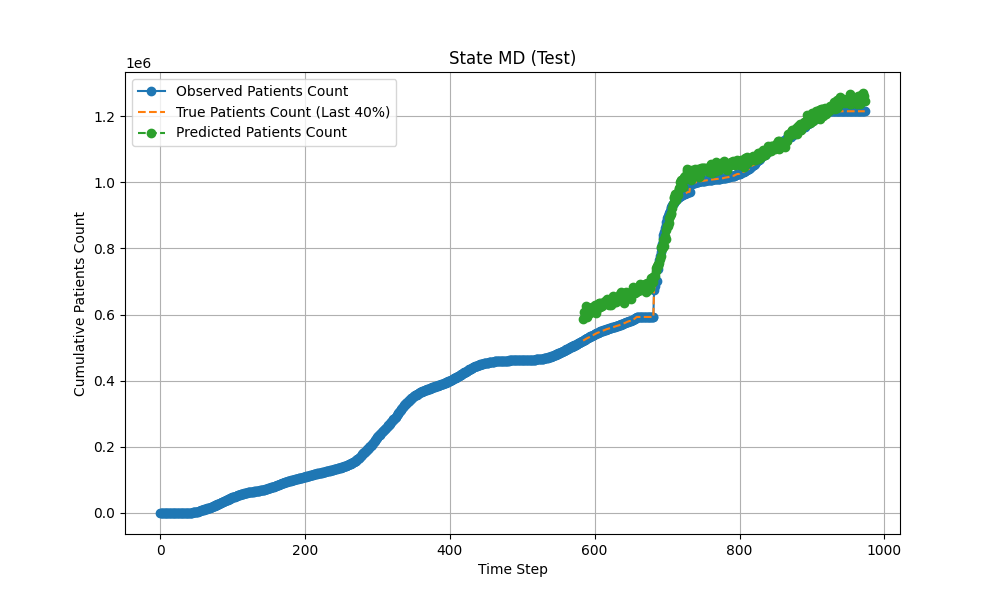 State MD (Test)
1e6
Observed Patients Count
True Patients Count (Last 40%)
Predicted Patients Count
1.2
1.0
0.8
0.6
0.4
0.2
0.0
Cumulative Patients Count
0 200 400 600 800 1000
Time Step